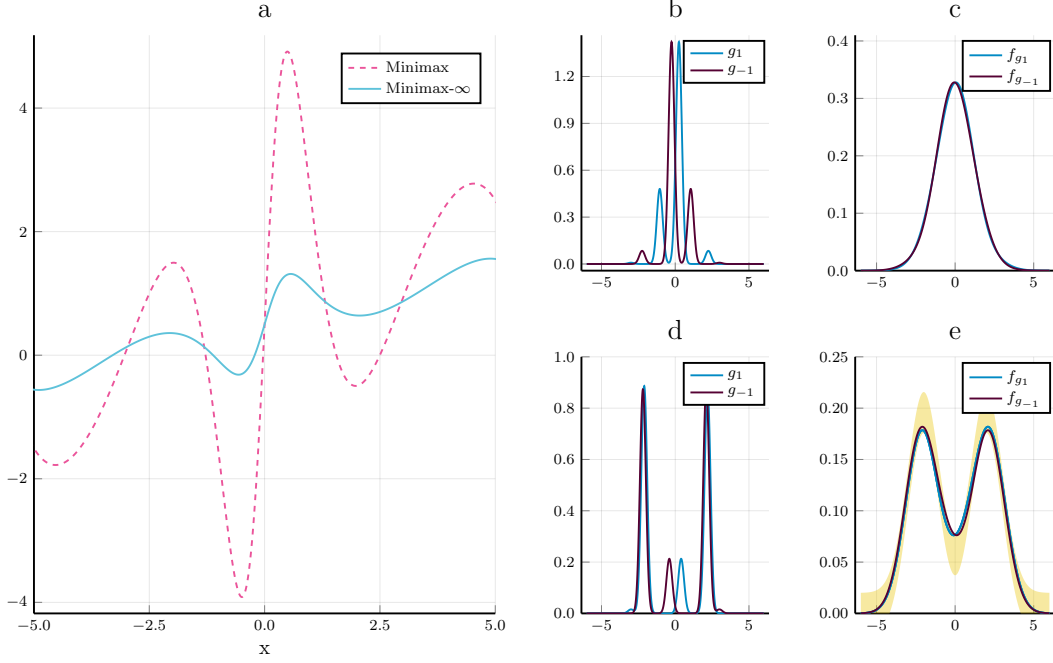 a
Minimax
Minimax-∞
4
2
0
−2
−4
−5.0
−2.5
0.0
2.5
5.0
x
b
g₁
g₋₁
1.2
0.9
0.6
0.3
0.0
−5
0
5
c
f_{g₁}
f_{g₋₁}
0.4
0.3
0.2
0.1
0.0
−5
0
5
d
g₁
g₋₁
1.0
0.8
0.6
0.4
0.2
0.0
−5
0
5
e
f_{g₁}
f_{g₋₁}
0.25
0.20
0.15
0.10
0.05
0.00
−5
0
5